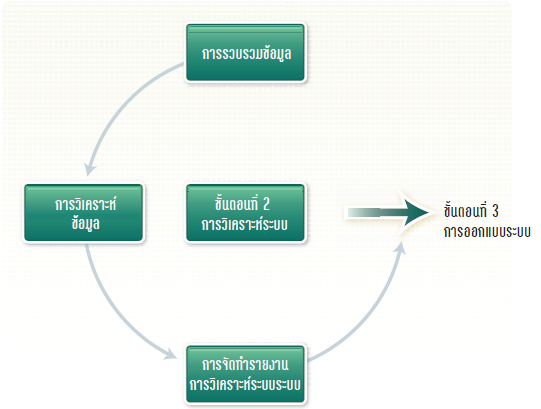 การรวบรวมข้อมูล
การวิเคราะห์
ข้อมูล
ขั้นตอนที่ 2
การวิเคราะห์ระบบ
ขั้นตอนที่ 3
การออกแบบระบบ
การจัดทำรายงาน
การวิเคราะห์ระบบระบบ